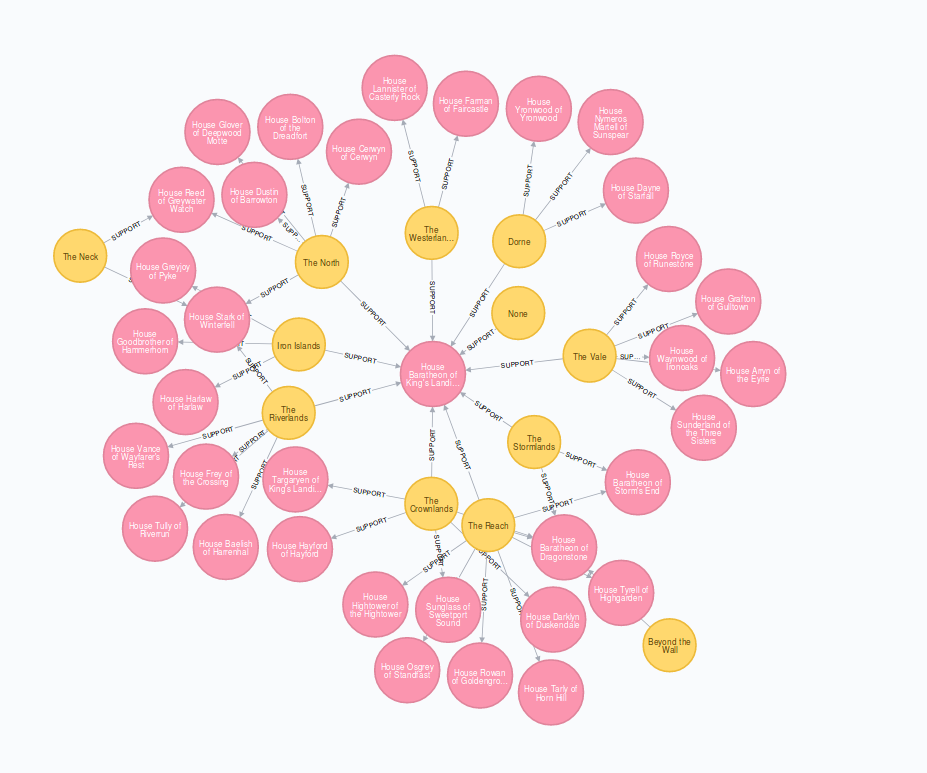 House
Lannister of
Casterly Rock
House Farman
of Faircastle
House
Yronwood of
Yronwood
House
Nymeros
Martell of
Sunspear
House Glover
of Deepwood
Motte
House Bolton
of the
Dreadfort
House Cerwyn
of Cerwyn
SUPPORT
SUPPORT
SUPPORT
SUPPORT
House Dayne
of Starfall
House Reed
of Greywater
Watch
House Dustin
of Barrowton
SUPPORT
SUPPORT
SUPPORT
SUPPORT
SUPPORT
SUPP...
The
Westerlan...
Dorne
The Neck
The North
House Royce
of Runestone
House Greyjoy
of Pyke
SUPPORT
SUPPORT
SUPPORT
SUPPORT
SUPPORT
House Grafton
of Gulltown
House Stark of
Winterfell
None
House
Goodbrother of
Hammerhorn
Iron Islands
SUPPORT
SUPPORT
SUPPORT
SUPPORT
The Vale
SUP...
House
Waynwood of
Ironoaks
House Arryn of
the Eyrie
SUPPORT
SUPPORT
SUPPORT
SUPPORT
House
Baratheon of
King's Landi...
House Harlaw
of Harlaw
The
Riverlands
SUPPORT
SUPPORT
House
Sunderland of
the Three
Sisters
SUPPORT
SUPPORT
SUPPORT
SUPPORT
SUPPORT
The
Stormlands
House Vance
of Wayfarer's
Rest
House Frey of
the Crossing
House
Targaryen of
King's Landi...
SUPPORT
SUPPORT
SUPPORT
House
Baratheon of
Storm's End
The
Crownlands
The Reach
SUPPORT
SUPPORT
House Tully of
Riverrun
House Baelish
of Harrenhal
House Hayford
of Hayford
House
Baratheon of
Dragonstone
SUPPORT
SUPPORT
SUPPORT
House
Hightower of
the Hightower
House
Sunglass of
Sweetport
Sound
House Darklyn
of Duskendale
House Tyrell of
Highgarden
Beyond the
Wall
House Osgrey
of Standfast
House Rowan
of Goldengro...
House Tarly of
Horn Hill